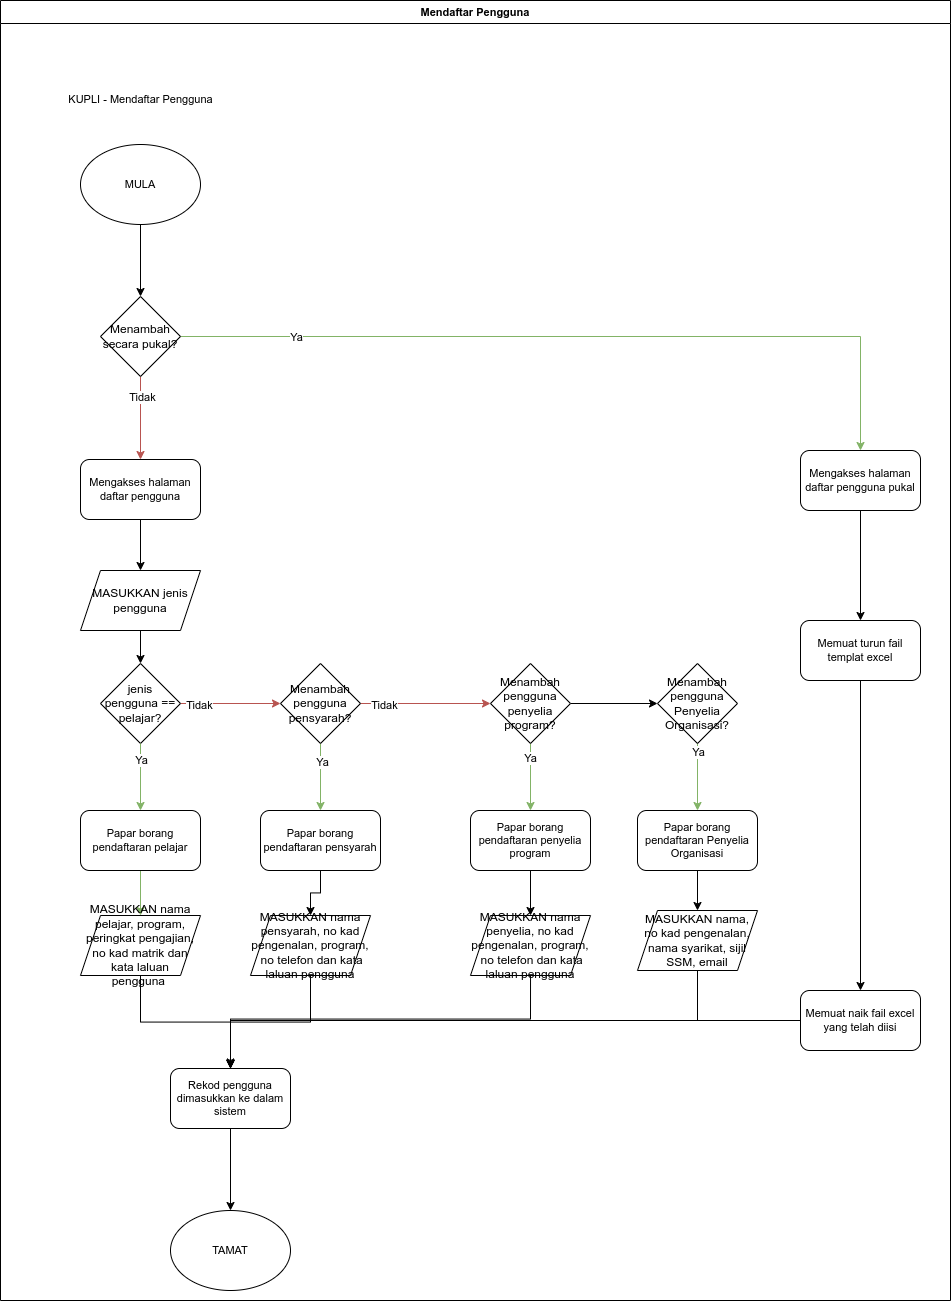 Mendaftar Pengguna
KUPLI - Mendaftar Pengguna
MULA
Menambah
secara pukal?
Ya
Tidak
Mengakses halaman
daftar pengguna
Mengakses halaman
daftar pengguna pukal
MASUKKAN jenis
pengguna
Memuat turun fail
templat excel
jenis
pengguna ==
pelajar?
Tidak
Menambah
pengguna
pensyarah?
Tidak
Menambah
pengguna
penyelia
program?
Menambah
pengguna
Penyelia
Organisasi?
Ya
Ya
Ya
Ya
Papar borang
pendaftaran pelajar
Papar borang
pendaftaran pensyarah
Papar borang
pendaftaran penyelia
program
Papar borang
pendaftaran Penyelia
Organisasi
MASUKKAN nama
pelajar, program,
peringkat pengajian,
no kad matrik dan
kata laluan
pengguna
MASUKKAN nama
pensyarah, no kad
pengenalan, program,
no telefon dan kata
laluan pengguna
MASUKKAN nama
penyelia, no kad
pengenalan, program,
no telefon dan kata
laluan pengguna
MASUKKAN nama,
no kad pengenalan,
nama syarikat, sijil
SSM, email
Memuat naik fail excel
yang telah diisi
Rekod pengguna
dimasukkan ke dalam
sistem
TAMAT